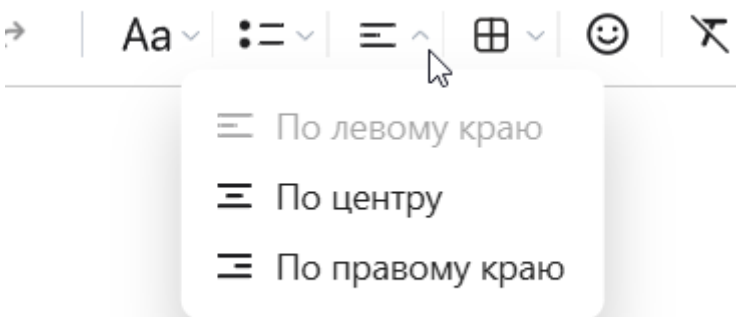 Aa
По левому краю
По центру
По правому краю